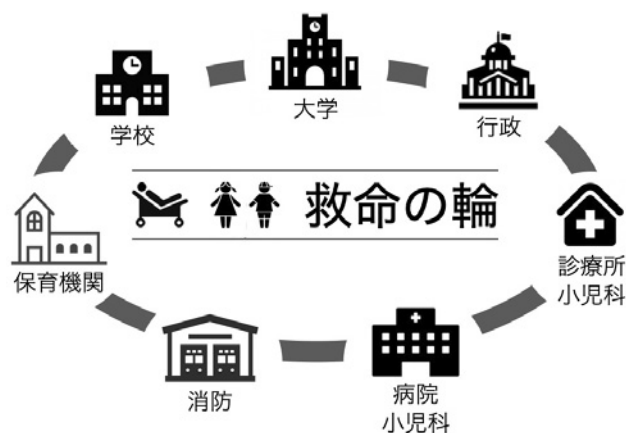 大学
学校
行政
救命の輪
保育機関
診療所
小児科
消防
病院
小児科